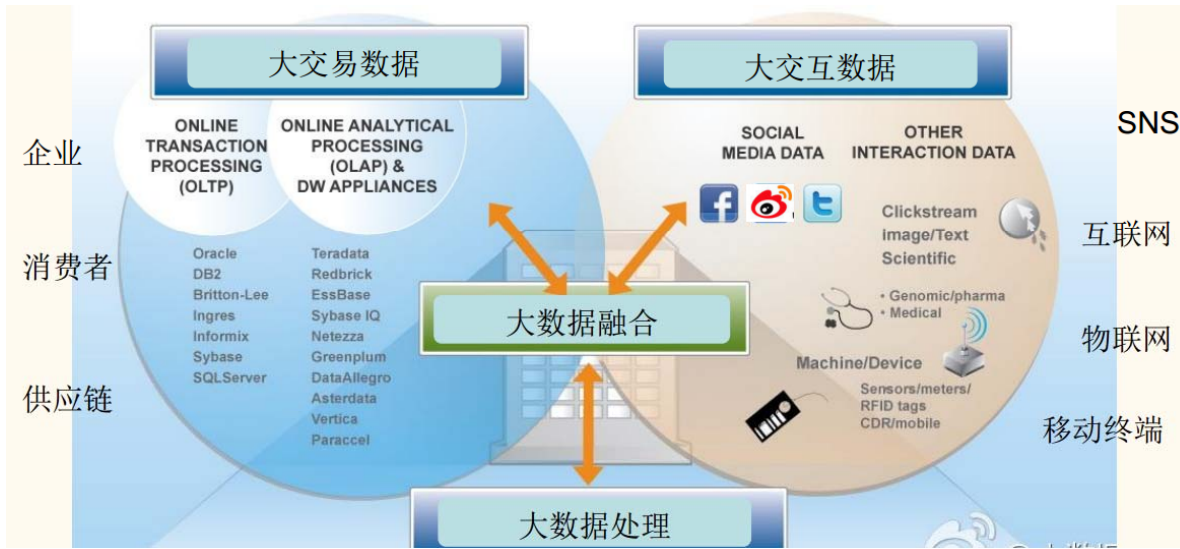 大交易数据
大交互数据
企业
消费者
供应链
ONLINE
TRANSACTION
PROCESSING
(OLTP)
ONLINE ANALYTICAL
PROCESSING
(OLAP) &
DW APPLIANCES
Oracle
DB2
Britton-Lee
Ingres
Informix
Sybase
SQLServer
Teradata
Redbrick
EssBase
Sybase IQ
Netezza
Greenplum
DataAllegro
Asterdata
Vertica
Paraccel
SOCIAL
MEDIA DATA
OTHER
INTERACTION DATA
Clickstream
image/Text
Scientific
• Genomic/pharma
• Medical
Machine/Device
Sensors/meters/
RFID tags
CDR/mobile
SNS
互联网
物联网
移动终端
大数据融合
大数据处理